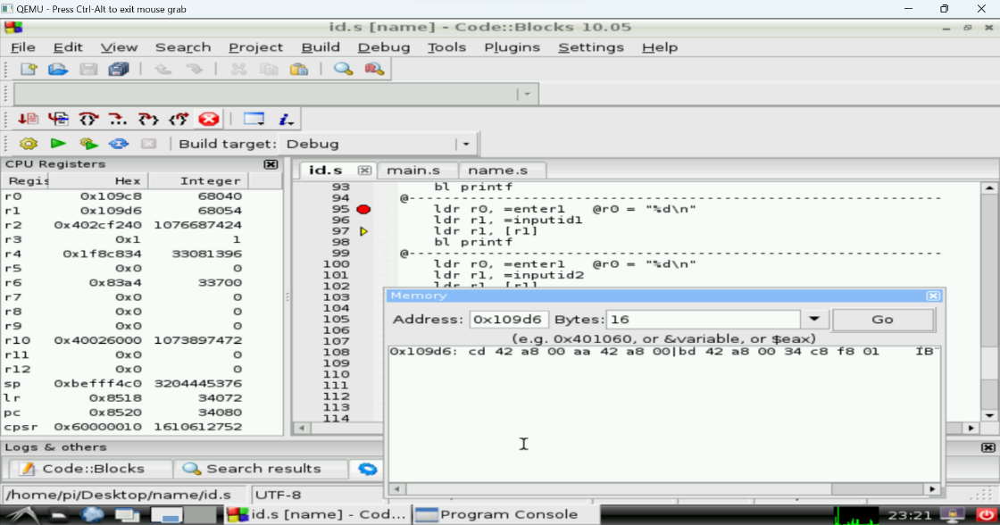 QEMU - Press Ctrl-Alt to exit mouse grab
id.s [name] - Code::Blocks 10.05
File Edit View Search Project Build Debug Tools Plugins Settings Help
Build target: Debug
CPU Registers
Regis Hex Integer
r0 0x109c8 68040
r1 0x109d6 68054
r2 0x402cf240 1076687424
r3 0x1 1
r4 0x1f8c834 33081396
r5 0x0 0
r6 0x83a4 33700
r7 0x0 0
r8 0x0 0
r9 0x0 0
r10 0x40026000 1073897472
r11 0x0 0
r12 0x0 0
sp 0xbefff4c0 3204445376
lr 0x8518 34072
pc 0x8520 34080
cpsr 0x60000010 1610612752
id.s main.s name.s
93 bl printf
94 @------------------------------------------------------------
95 ldr r0, =enter1 @r0 = "%d\n"
96 ldr r1, =inputid1
97 ldr r1, [r1]
98 bl printf
99 @------------------------------------------------------------
100 ldr r0, =enter1 @r0 = "%d\n"
101 ldr r1, =inputid2
102 ldr r1, [r1]
103
104
105
106
107
108
109
110
111
112
113
114
Memory
Address: 0x109d6 Bytes: 16 Go
(e.g. 0x401060, or &variable, or $eax)
0x109d6: cd 42 a8 00 aa 42 a8 00|bd 42 a8 00 34 c8 f8 01 ÍB¨
Logs & others
Code::Blocks Search results
/home/pi/Desktop/name/id.s UTF-8
id.s [name] - Cod... Program Console 23:21